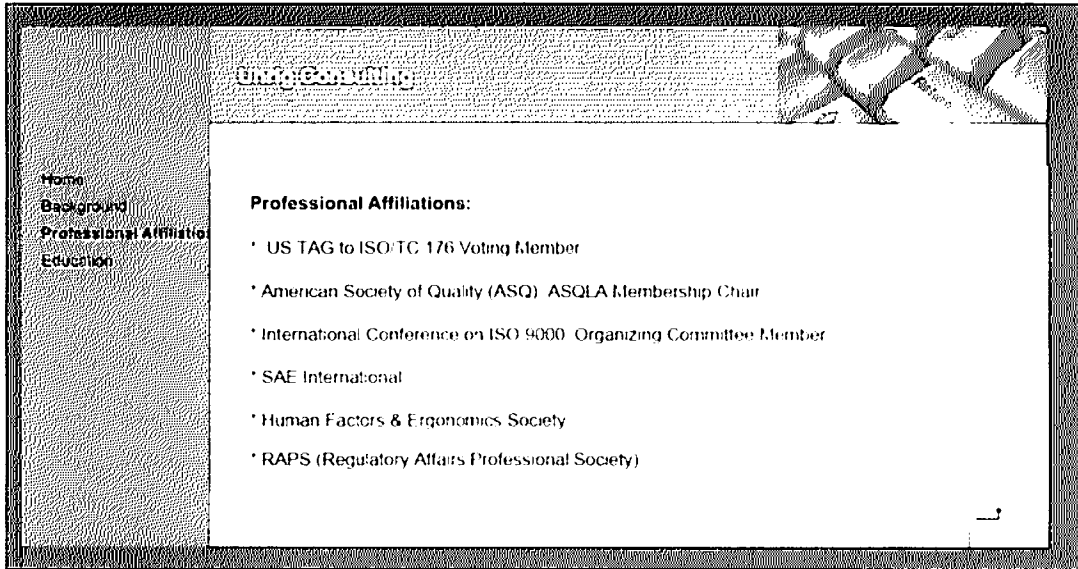 Consulting
Home
Background
Professional Affiliatio
Education
Professional Affiliations:
* US TAG to ISO/TC 176 Voting Member
* American Society of Quality (ASQ) ASQLA Membership Chair
* International Conference on ISO 9000 Organizing Committee Member
* SAE International
* Human Factors & Ergonomics Society
* RAPS (Regulatory Affairs Professional Society)